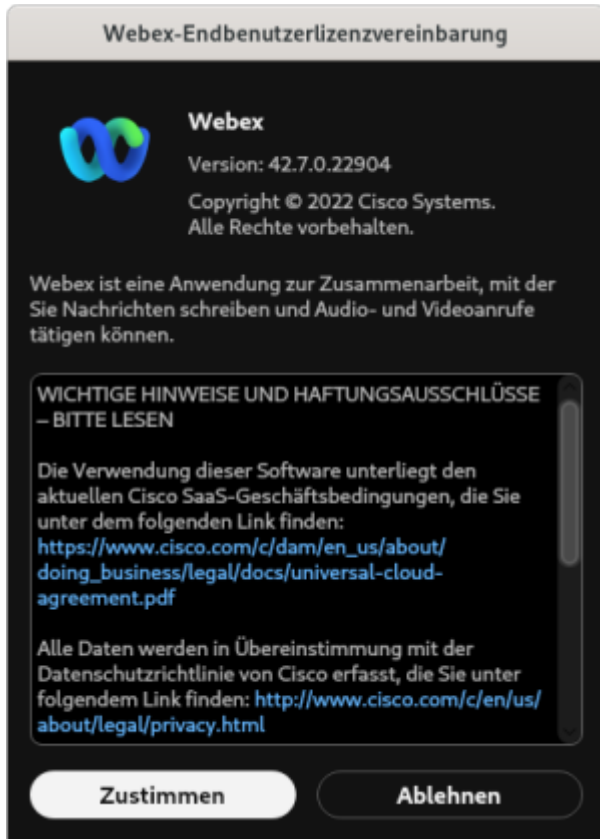 Webex-Endbenutzerlizenzvereinbarung
Webex
Version: 42.7.0.22904
Copyright © 2022 Cisco Systems.
Alle Rechte vorbehalten.
Webex ist eine Anwendung zur Zusammenarbeit, mit der
Sie Nachrichten schreiben und Audio- und Videoanrufe
tätigen können.
WICHTIGE HINWEISE UND HAFTUNGSAUSSCHLÜSSE
– BITTE LESEN
Die Verwendung dieser Software unterliegt den
aktuellen Cisco SaaS-Geschäftsbedingungen, die Sie
unter dem folgenden Link finden:
https://www.cisco.com/c/dam/en_us/about/
doing_business/legal/docs/universal-cloud-
agreement.pdf
Alle Daten werden in Übereinstimmung mit der
Datenschutzrichtlinie von Cisco erfasst, die Sie unter
folgendem Link finden: http://www.cisco.com/c/en/us/
about/legal/privacy.html
Zustimmen
Ablehnen